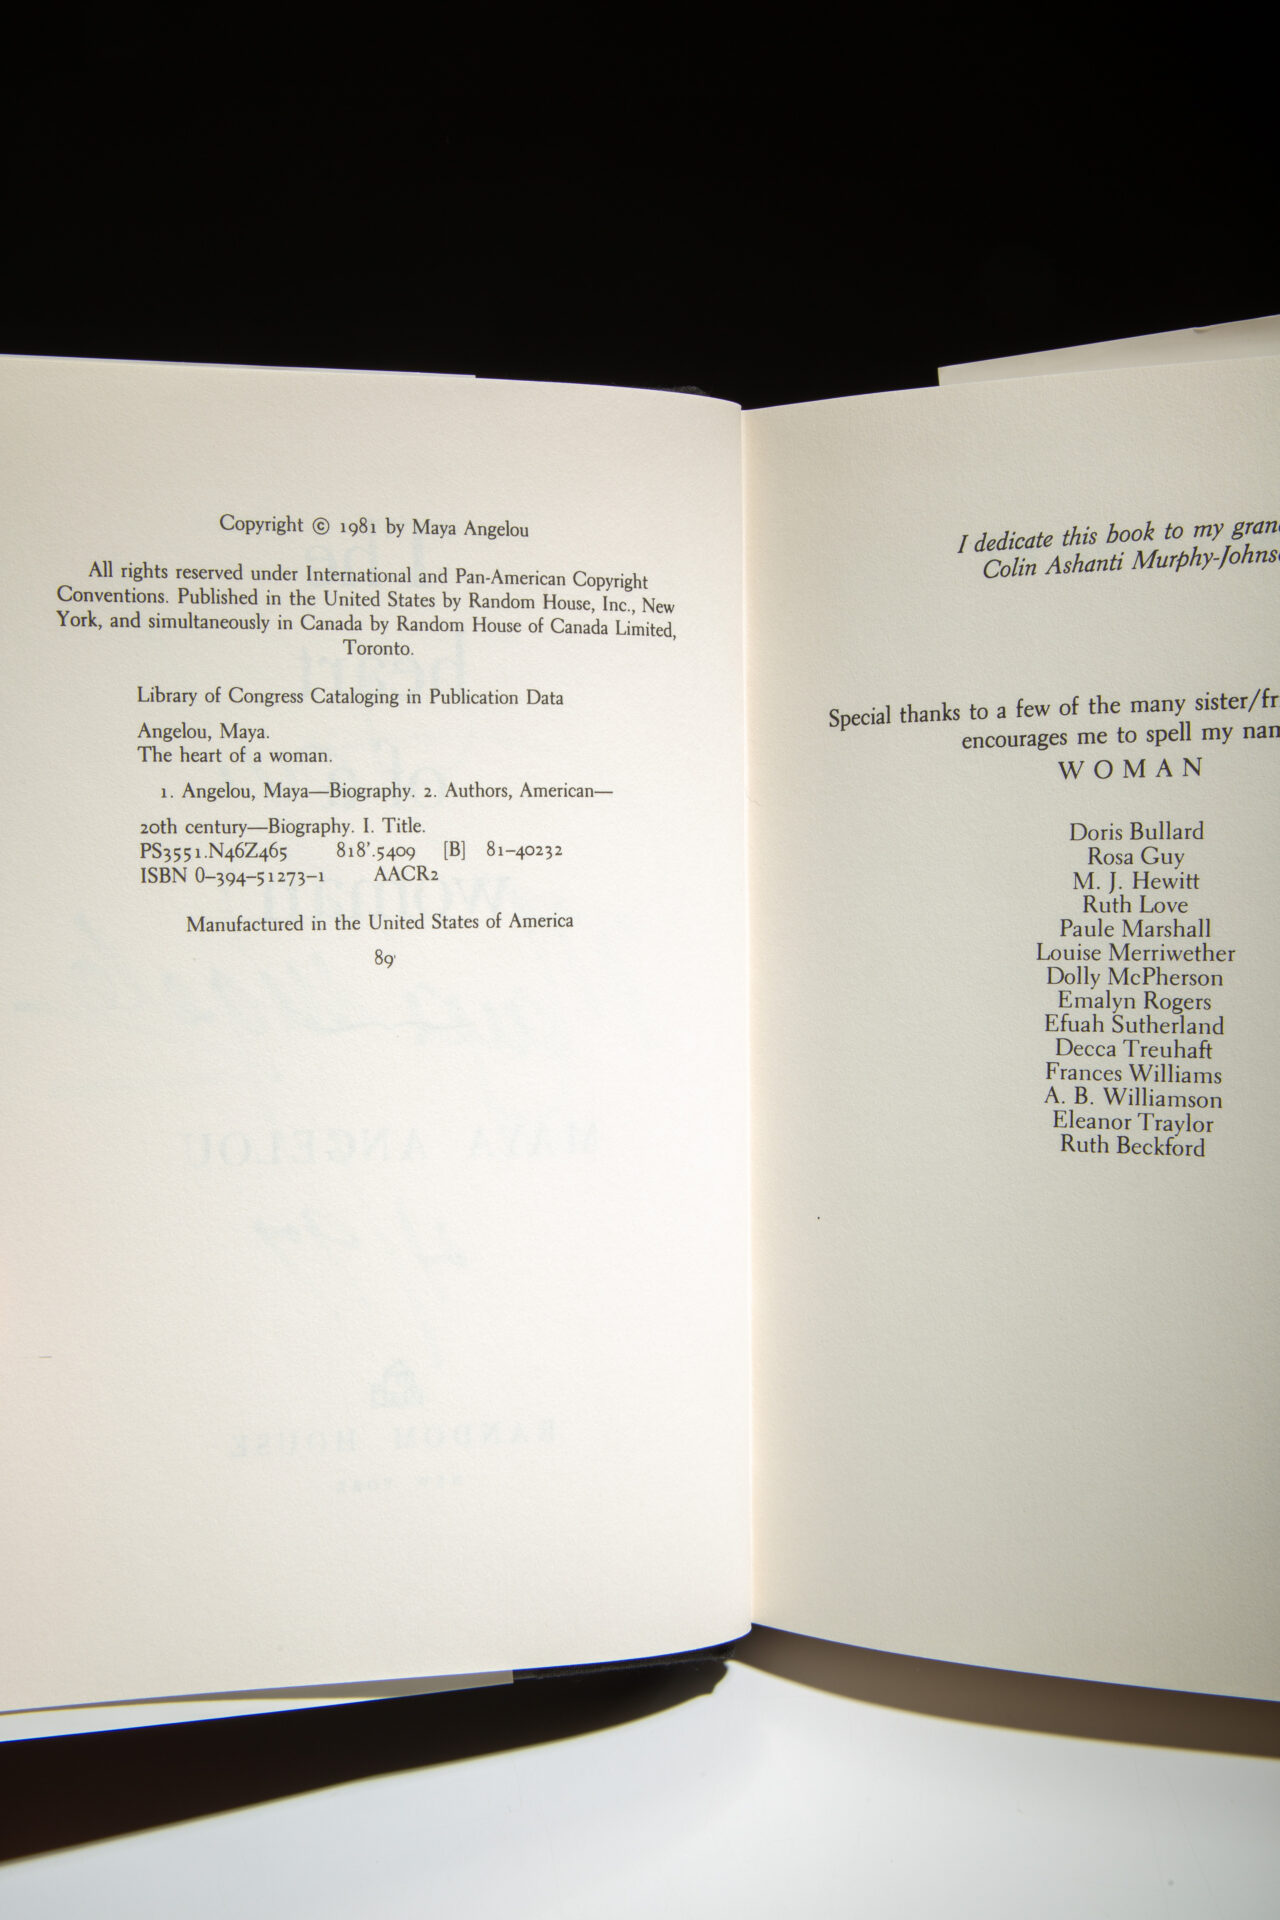 Copyright © 1981 by Maya Angelou
All rights reserved under International and Pan-American Copyright
Conventions. Published in the United States by Random House, Inc., New
York, and simultaneously in Canada by Random House of Canada Limited,
Toronto.
Library of Congress Cataloging in Publication Data
Angelou, Maya.
The heart of a woman.
1. Angelou, Maya—Biography. 2. Authors, American—
20th century—Biography. I. Title.
PS3551.N46Z465 818'.5409 [B] 81–40232
ISBN 0–394–51273–1 AACR2
Manufactured in the United States of America
89
I dedicate this book to my
Colin Ashanti
Special thanks to a few of the many
encourages me to spell my
WOMAN
Doris Bullard
Rosa Guy
M. J. Hewitt
Ruth Love
Paule Marshall
Louise Merriwether
Dolly McPherson
Emalyn Rogers
Efuah Sutherland
Decca Treuhaft
Frances Williams
A. B. Williamson
Eleanor Traylor
Ruth Beckford